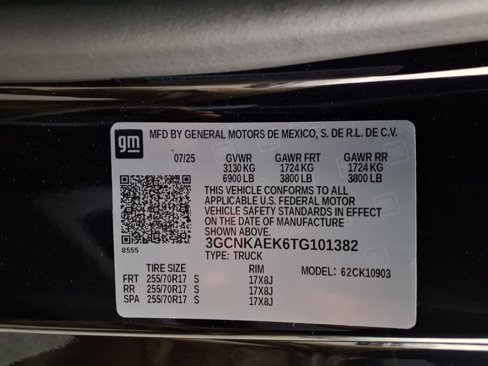 gm MFD BY GENERAL MOTORS DE MEXICO, S. DE R.L. DE C.V.
07/25 GVWR GAWR FRT GAWR RR
3130 KG 1724 KG 1724 KG
6900 LB 3800 LB 3800 LB
THIS VEHICLE CONFORMS TO ALL
APPLICABLE U.S. FEDERAL MOTOR
VEHICLE SAFETY STANDARDS IN EFFECT
ON THE DATE OF MANUFACTURE
SHOWN ABOVE.
8555
3GCNKAEK6TG101382
TYPE: TRUCK
TIRE SIZE RIM MODEL: 62CK10903
FRT 255/70R17 S 17X8J
RR 255/70R17 S 17X8J
SPA 255/70R17 S 17X8J